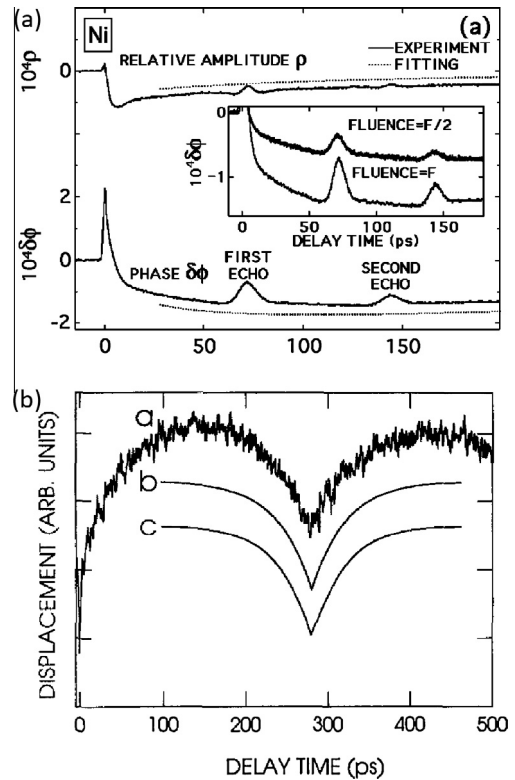 (a)
Ni
(a)
RELATIVE AMPLITUDE ρ
EXPERIMENT
FITTING
10⁴ρ
0
FLUENCE=F/2
FLUENCE=F
10⁴δϕ
0
-1
0 50 100 150
DELAY TIME (ps)
10⁴δϕ
2
0
-2
PHASE δϕ
FIRST
ECHO
SECOND
ECHO
0 50 100 150
(b)
a
b
c
DISPLACEMENT (ARB. UNITS)
0 100 200 300 400 500
DELAY TIME (ps)